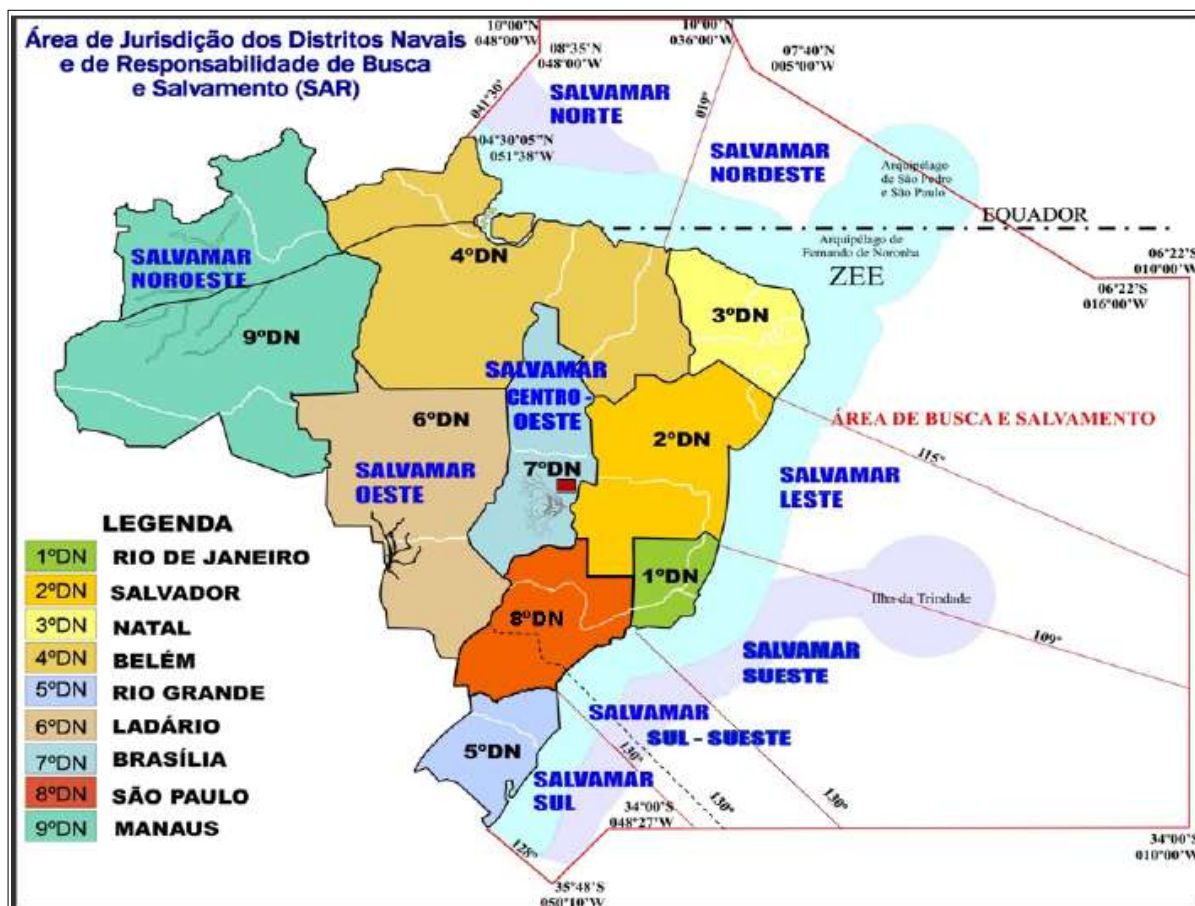 Área de Jurisdição dos Distritos Navais
e de Responsabilidade de Busca
e Salvamento (SAR)
10°00'N
048°00'W
08°35'N
048°00'W
10°00'N
036°00'W
07°40'N
005°00'W
041°30'
019°
SALVAMAR
NORTE
04°30'05"N
051°38'W
SALVAMAR
NORDESTE
Arquipélago
de São Pedro
e São Paulo
EQUADOR
Arquipélago de
Fernando de Noronha
ZEE
06°22'S
010°00'W
06°22'S
016°00'W
SALVAMAR
NOROESTE
4ºDN
9ºDN
3ºDN
SALVAMAR
CENTRO -
OESTE
6ºDN
2ºDN
ÁREA DE BUSCA E SALVAMENTO
115°
SALVAMAR
OESTE
7ºDN
SALVAMAR
LESTE
1ºDN
Ilha da Trindade
109°
8ºDN
SALVAMAR
SUESTE
SALVAMAR
SUL - SUESTE
5ºDN
130°
130°
130°
SALVAMAR
SUL
34°00'S
048°27'W
128°
35°48'S
050°10'W
34°00'S
010°00'W
LEGENDA
1ºDN RIO DE JANEIRO
2ºDN SALVADOR
3ºDN NATAL
4ºDN BELÉM
5ºDN RIO GRANDE
6ºDN LADÁRIO
7ºDN BRASÍLIA
8ºDN SÃO PAULO
9ºDN MANAUS